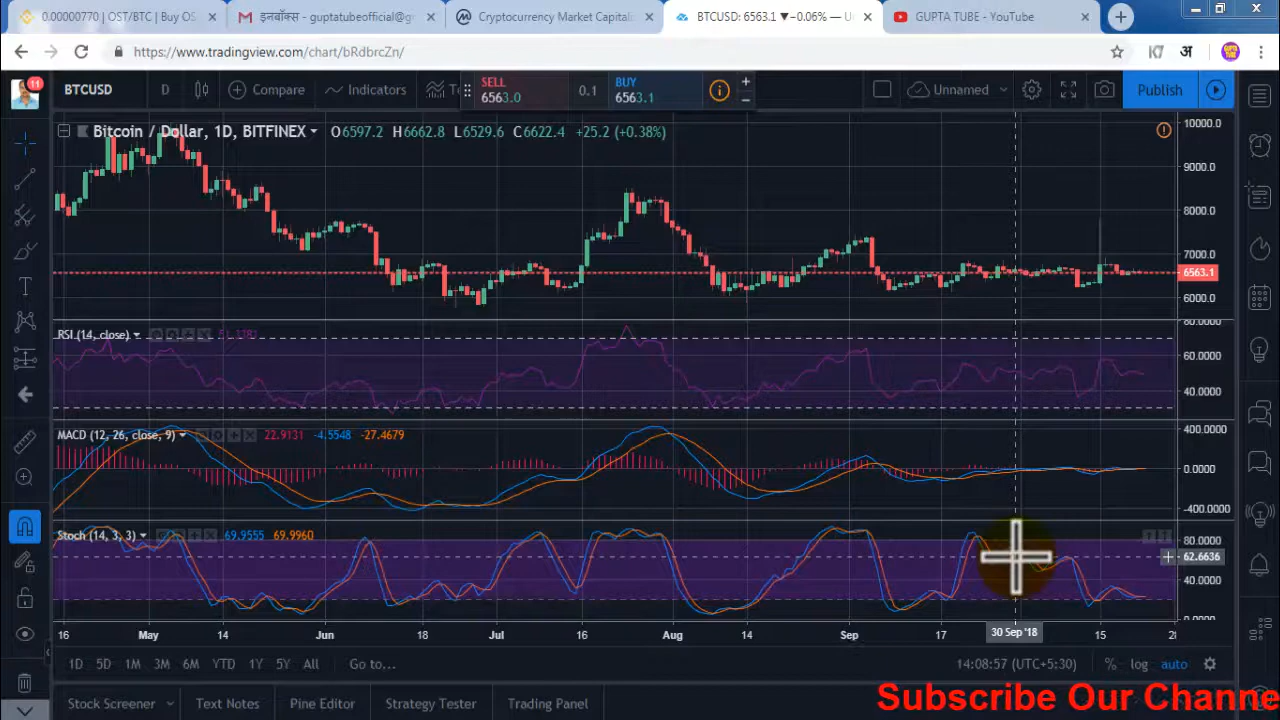 0.00000770 | OST/BTC | Buy OS
इनबॉक्स - guptatubeofficial@gr
Cryptocurrency Market Capital
BTCUSD: 6563.1 ▼−0.06% — U
GUPTA TUBE - YouTube
https://www.tradingview.com/chart/bRdbrcZn/
अ
11
BTCUSD
D
Compare
Indicators
SELL
6563.0
0.1
BUY
6563.1
Unnamed
Publish
Bitcoin / Dollar, 1D, BITFINEX
O6597.2 H6662.8 L6529.6 C6622.4 +25.2 (+0.38%)
10000.0
9000.0
8000.0
7000.0
6563.1
6000.0
RSI (14, close)
80.0000
60.0000
40.0000
MACD (12, 26, close, 9)
22.9131 -4.5548 -27.4679
400.0000
0.0000
-400.0000
Stoch (14, 3, 3)
69.9555 69.9960
80.0000
62.6636
40.0000
0.0000
16 May 14 Jun 18 Jul 16 Aug 14 Sep 17 30 Sep '18 15
1D 5D 1M 3M 6M YTD 1Y 5Y All Go to...
14:08:57 (UTC+5:30) % log auto
Stock Screener Text Notes Pine Editor Strategy Tester Trading Panel
Subscribe Our Channe